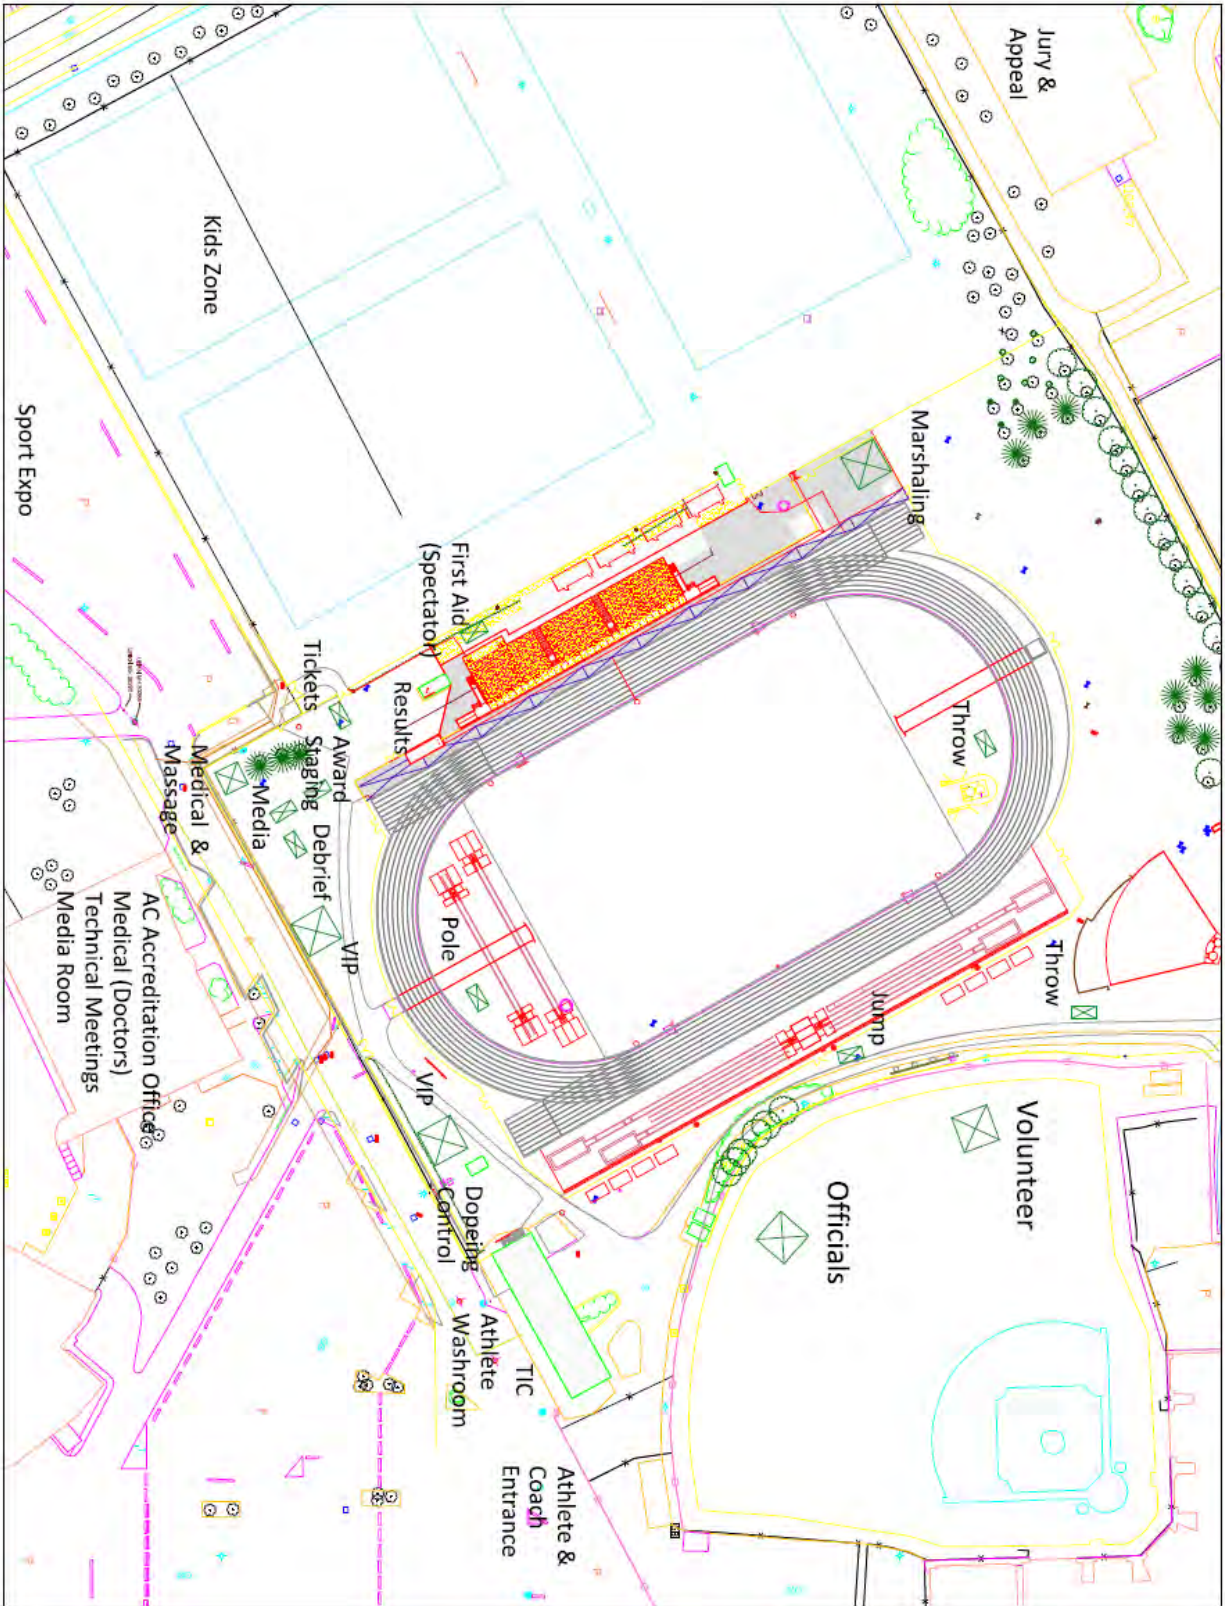 Jury &
Appeal
Kids Zone
Sport Expo
Marshaling
First Aid
(Spectator)
Tickets
Results
Award
Staging
Throw
Medical &
Massage
Media
Debrief
VIP
Pole
Throw
Jump
AC Accreditation Office
Medical (Doctors)
Technical Meetings
Media Room
VIP
Volunteer
Officials
Dopeing
Control
Athlete
Washroom
TIC
Athlete &
Coach
Entrance